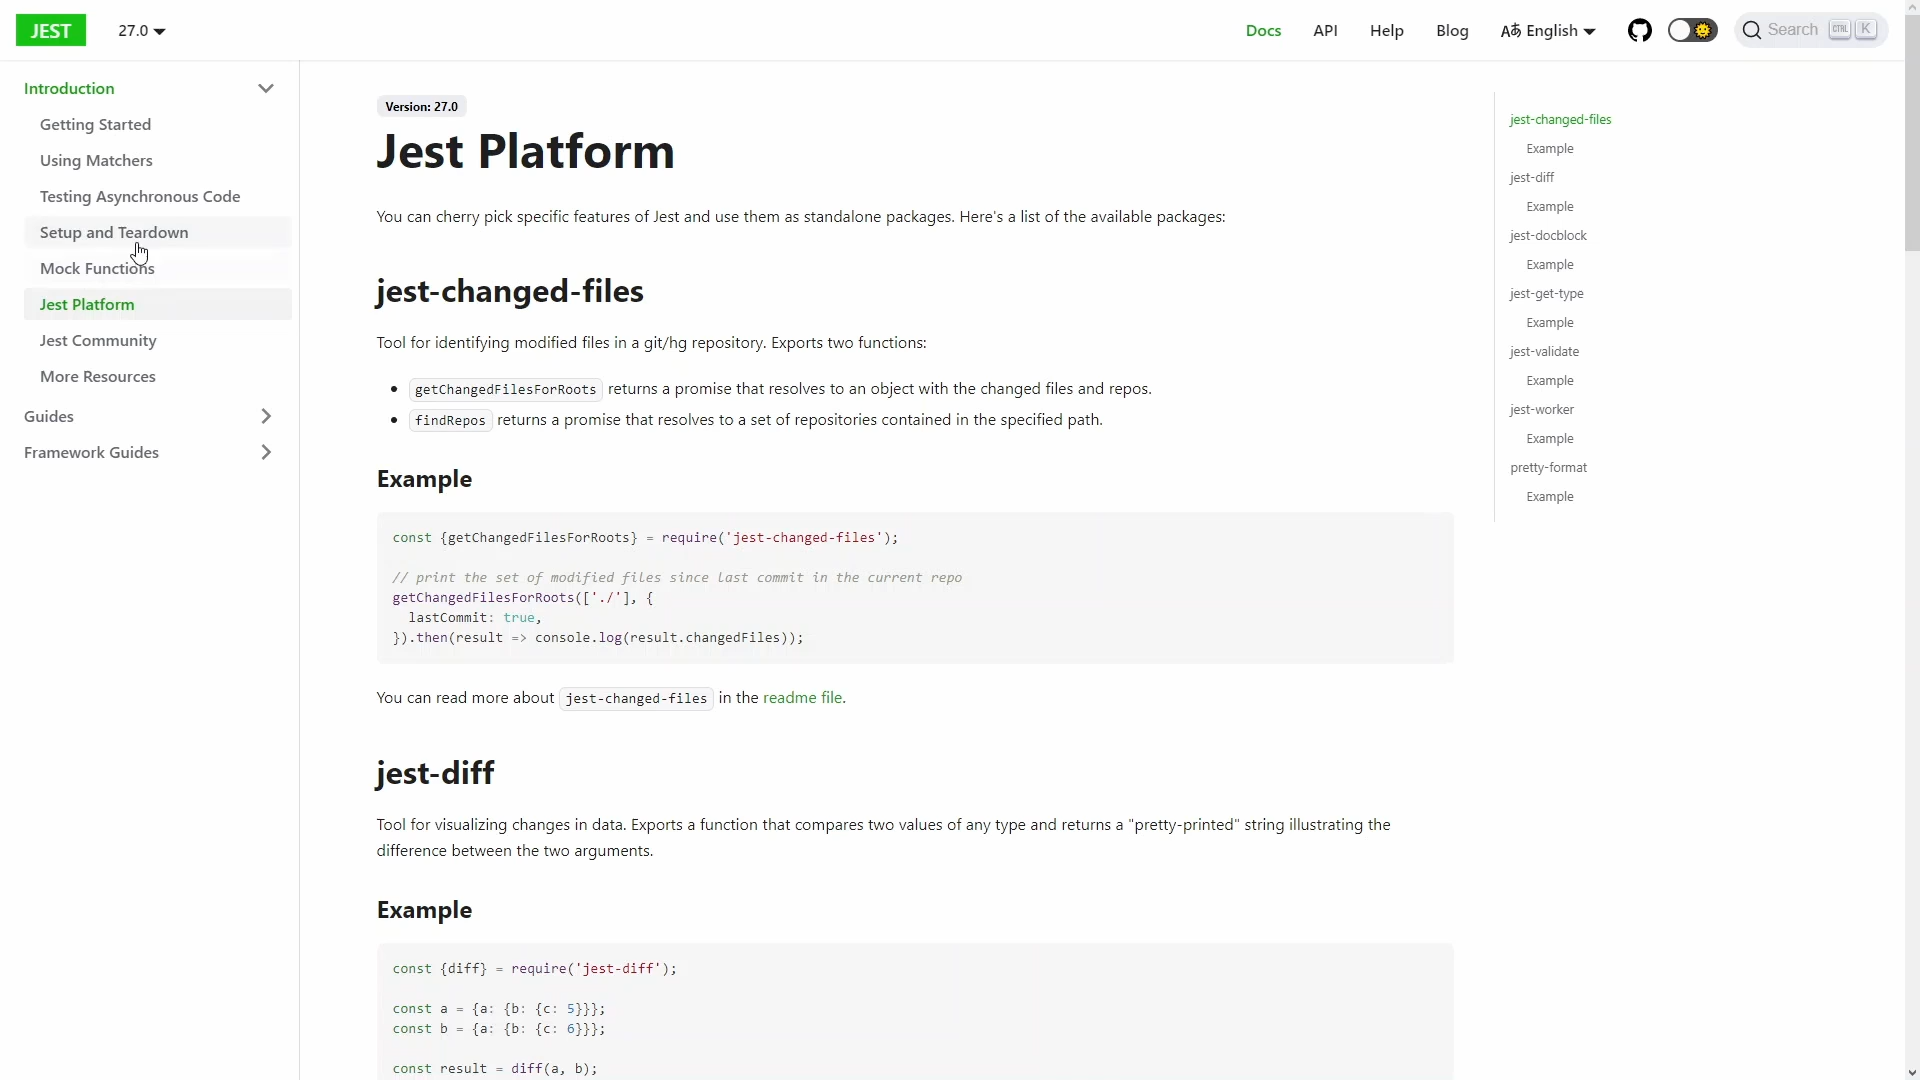 JEST
27.0
Docs
API
Help
Blog
Aあ English
Search CTRL K
Introduction
Getting Started
Using Matchers
Testing Asynchronous Code
Setup and Teardown
Mock Functions
Jest Platform
Jest Community
More Resources
Guides
Framework Guides
Version: 27.0
Jest Platform
You can cherry pick specific features of Jest and use them as standalone packages. Here's a list of the available packages:
jest-changed-files
Tool for identifying modified files in a git/hg repository. Exports two functions:
• getChangedFilesForRoots returns a promise that resolves to an object with the changed files and repos.
• findRepos returns a promise that resolves to a set of repositories contained in the specified path.
Example
const {getChangedFilesForRoots} = require('jest-changed-files');
// print the set of modified files since last commit in the current repo
getChangedFilesForRoots(['./'], {
  lastCommit: true,
}).then(result => console.log(result.changedFiles));
You can read more about jest-changed-files in the readme file.
jest-diff
Tool for visualizing changes in data. Exports a function that compares two values of any type and returns a "pretty-printed" string illustrating the
difference between the two arguments.
Example
const {diff} = require('jest-diff');
const a = {a: {b: {c: 5}}};
const b = {a: {b: {c: 6}}};
const result = diff(a, b);
jest-changed-files
Example
jest-diff
Example
jest-docblock
Example
jest-get-type
Example
jest-validate
Example
jest-worker
Example
pretty-format
Example